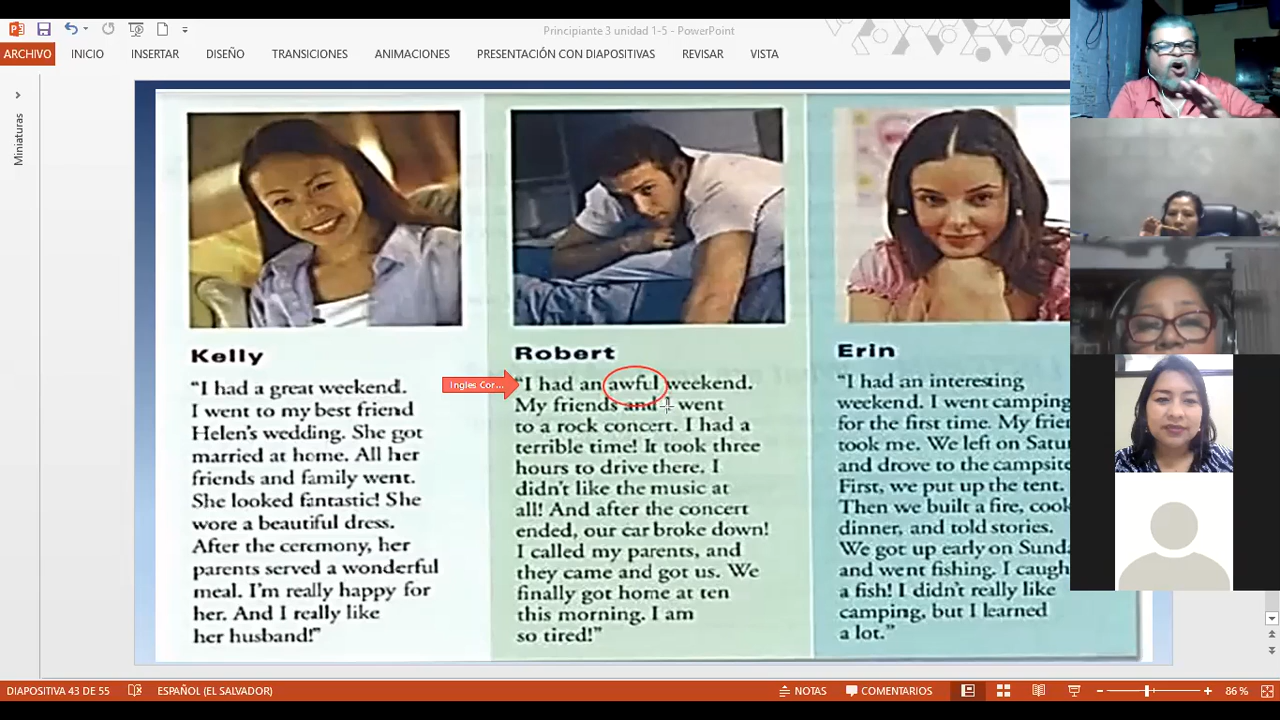 Principiante 3 unidad 1-5 - PowerPoint
ARCHIVO INICIO INSERTAR DISEÑO TRANSICIONES ANIMACIONES PRESENTACIÓN CON DIAPOSITIVAS REVISAR VISTA
Miniaturas
Kelly
"I had a great weekend.
I went to my best friend
Helen's wedding. She got
married at home. All her
friends and family went.
She looked fantastic! She
wore a beautiful dress.
After the ceremony, her
parents served a wonderful
meal. I'm really happy for
her. And I really like
her husband!"
Ingles Cor...
Robert
"I had an awful weekend.
My friends and I went
to a rock concert. I had a
terrible time! It took three
hours to drive there. I
didn't like the music at
all! And after the concert
ended, our car broke down!
I called my parents, and
they came and got us. We
finally got home at ten
this morning. I am
so tired!"
Erin
"I had an interesting
weekend. I went camping
for the first time. My
took me. We left on
and drove to the campsite
First, we put up the tent.
Then we built a fire,
dinner, and told stories.
We got up early on
and went fishing. I
a fish! I didn't really like
camping, but I learned
a lot."
DIAPOSITIVA 43 DE 55 ESPAÑOL (EL SALVADOR) NOTAS COMENTARIOS 86 %